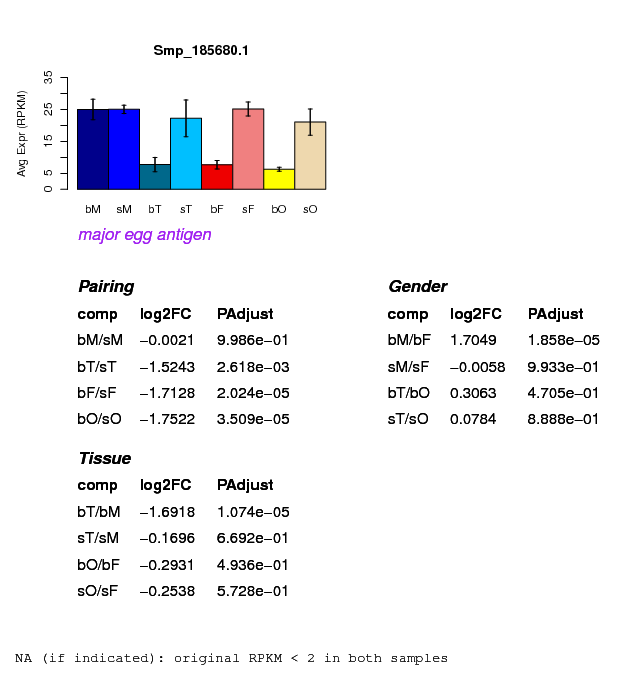 Smp_185680.1
Avg Expr (RPKM)
35
25
15
5
0
bM sM bT sT bF sF bO sO
major egg antigen
Pairing
comp log2FC PAdjust
bM/sM −0.0021 9.986e−01
bT/sT −1.5243 2.618e−03
bF/sF −1.7128 2.024e−05
bO/sO −1.7522 3.509e−05
Gender
comp log2FC PAdjust
bM/bF 1.7049 1.858e−05
sM/sF −0.0058 9.933e−01
bT/bO 0.3063 4.705e−01
sT/sO 0.0784 8.888e−01
Tissue
comp log2FC PAdjust
bT/bM −1.6918 1.074e−05
sT/sM −0.1696 6.692e−01
bO/bF −0.2931 4.936e−01
sO/sF −0.2538 5.728e−01
NA (if indicated): original RPKM < 2 in both samples